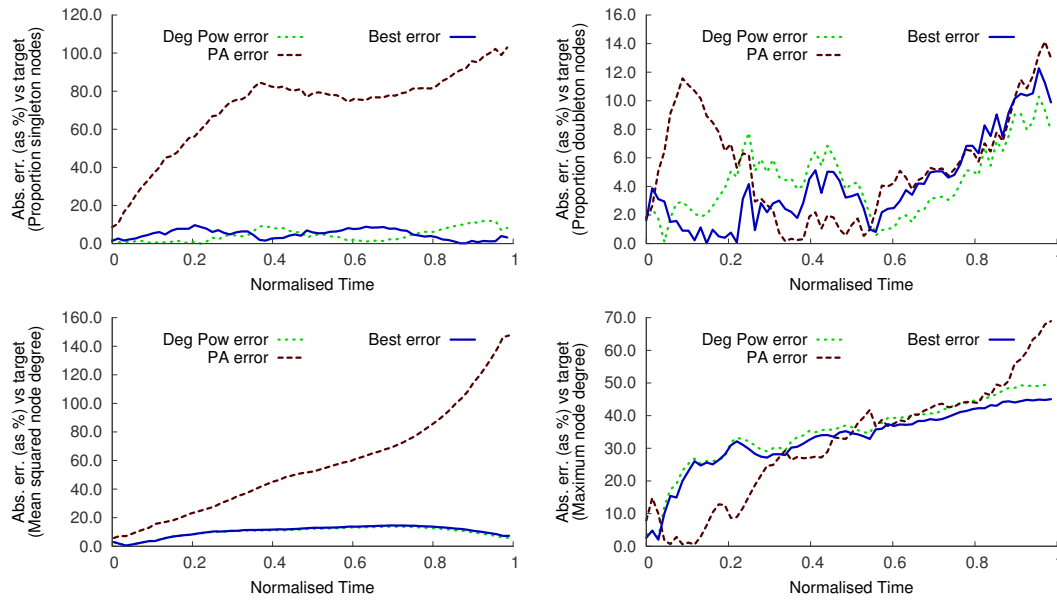 Abs. err. (as %) vs target
(Proportion singleton nodes)
120.0
100.0
80.0
60.0
40.0
20.0
0.0
Deg Pow error
PA error
Best error
0
0.2
0.4
0.6
0.8
1
Normalised Time
Abs. err. (as %) vs target
(Proportion doubleton nodes)
16.0
14.0
12.0
10.0
8.0
6.0
4.0
2.0
0.0
Deg Pow error
PA error
Best error
0
0.2
0.4
0.6
0.8
1
Normalised Time
Abs. err. (as %) vs target
(Mean squared node degree)
160.0
140.0
120.0
100.0
80.0
60.0
40.0
20.0
0.0
Deg Pow error
PA error
Best error
0
0.2
0.4
0.6
0.8
1
Normalised Time
Abs. err. (as %) vs target
(Maximum node degree)
70.0
60.0
50.0
40.0
30.0
20.0
10.0
0.0
Deg Pow error
PA error
Best error
0
0.2
0.4
0.6
0.8
1
Normalised Time